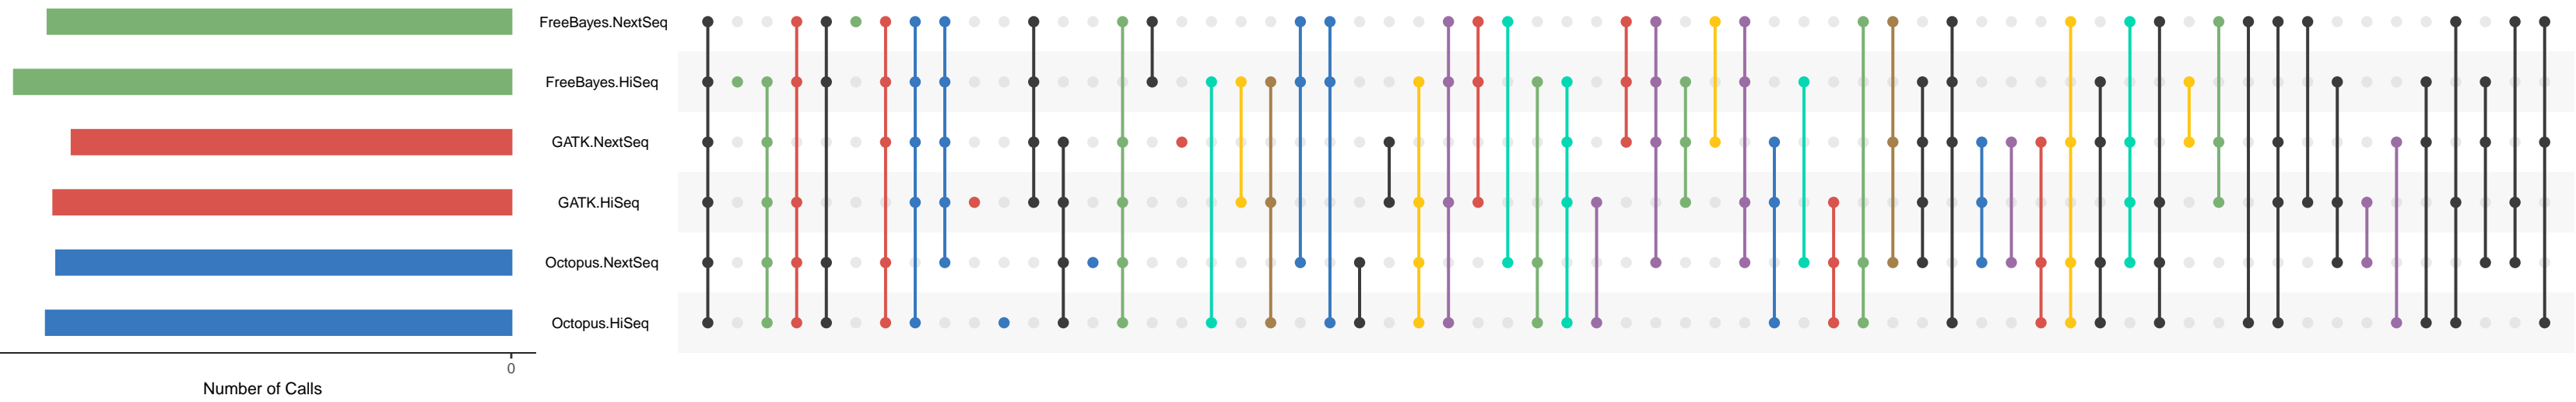 FreeBayes.NextSeq
FreeBayes.HiSeq
GATK.NextSeq
GATK.HiSeq
Octopus.NextSeq
Octopus.HiSeq
0
Number of Calls